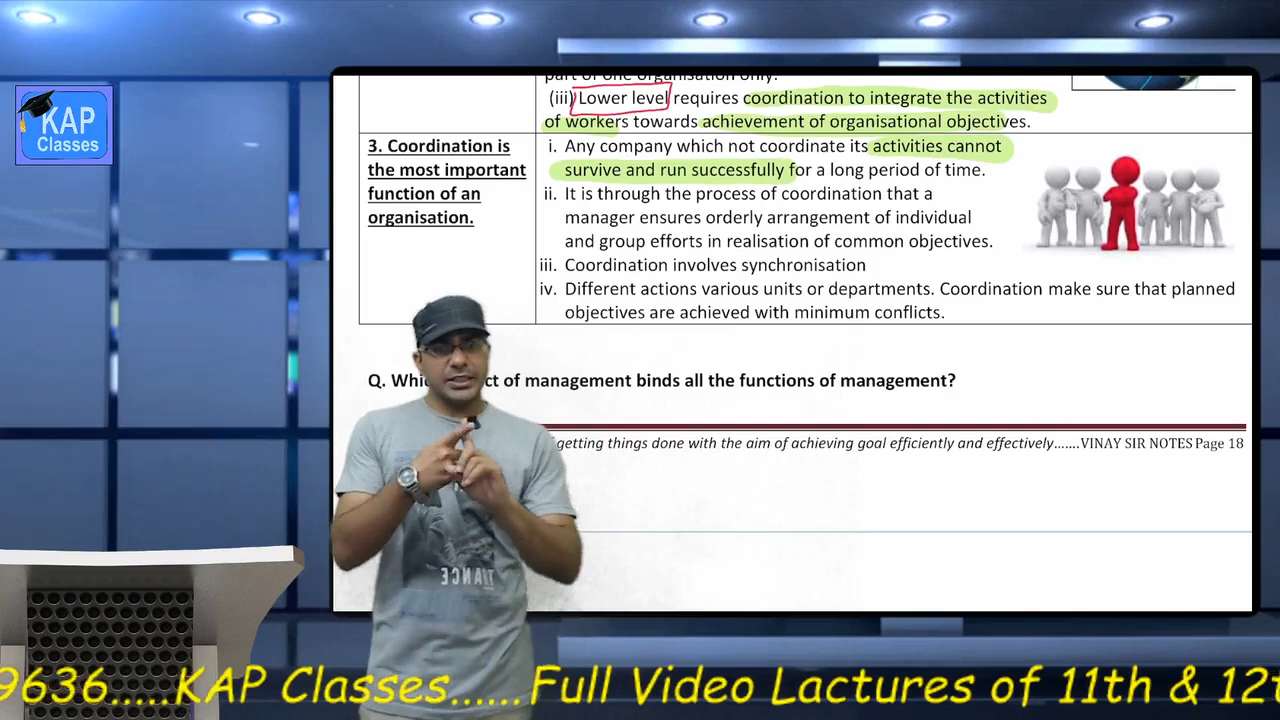 KAP
Classes
part of one organisation only.
(iii) Lower level requires coordination to integrate the activities
of workers towards achievement of organisational objectives.
3. Coordination is
the most important
function of an
organisation.
i. Any company which not coordinate its activities cannot
survive and run successfully for a long period of time.
ii. It is through the process of coordination that a
manager ensures orderly arrangement of individual
and group efforts in realisation of common objectives.
iii. Coordination involves synchronisation
iv. Different actions various units or departments. Coordination make sure that planned
objectives are achieved with minimum conflicts.
Q. ct of management binds all the functions of management?
getting things done with the aim of achieving goal efficiently and effectively.......VINAY SIR NOTES Page 18
9636.....KAP Classes......Full Video Lactures of 11th & 12t